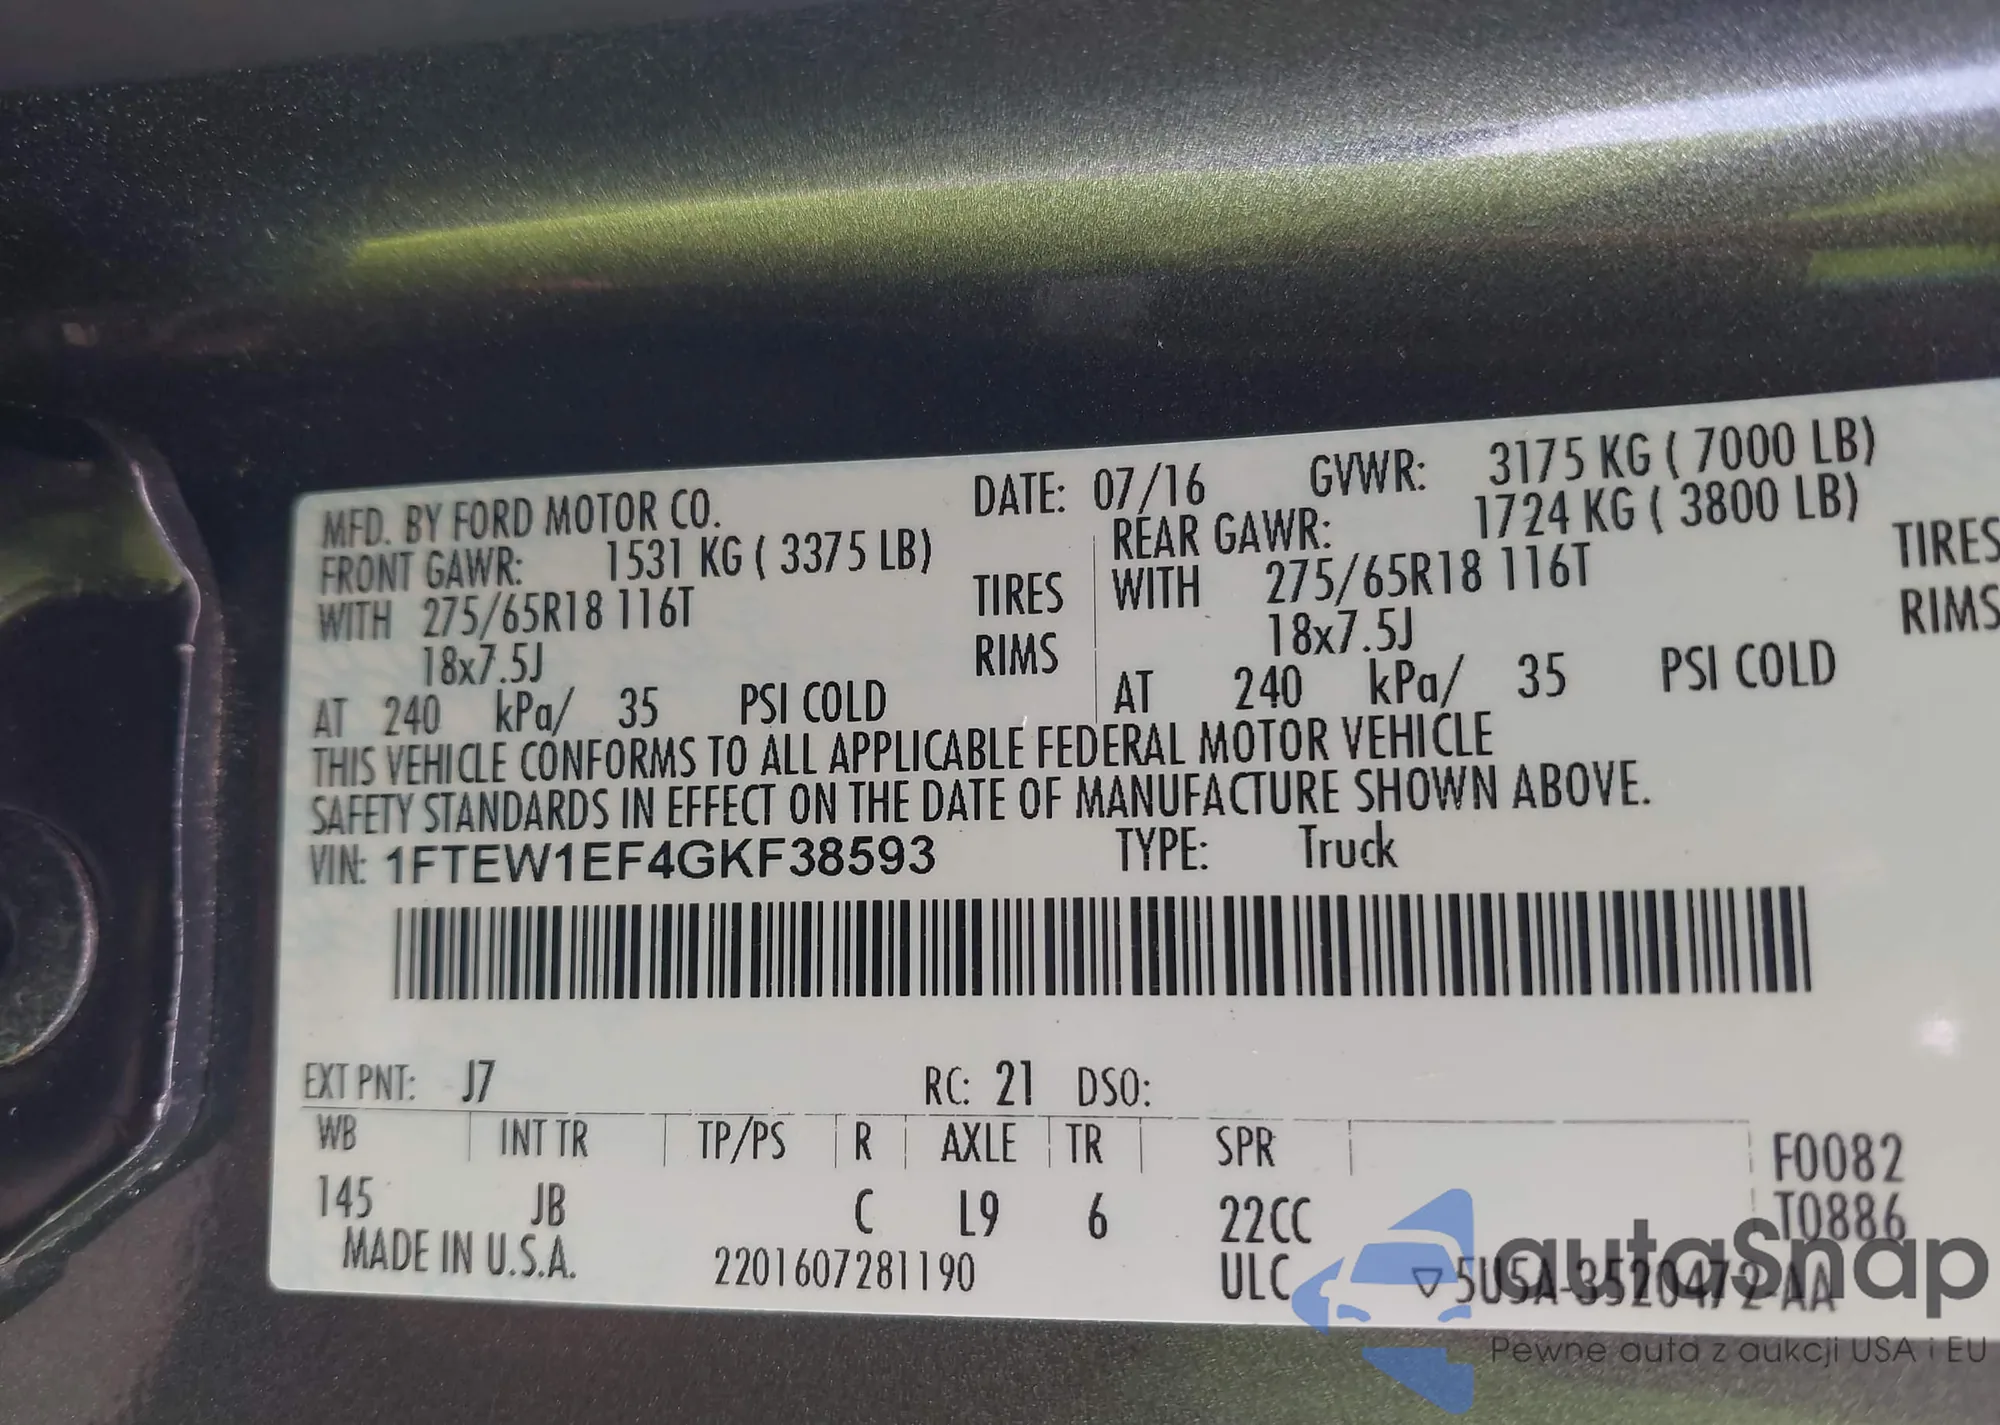 MFD. BY FORD MOTOR CO. DATE: 07/16 GVWR: 3175 KG ( 7000 LB)
FRONT GAWR: 1531 KG ( 3375 LB) REAR GAWR: 1724 KG ( 3800 LB)
WITH 275/65R18 116T TIRES WITH 275/65R18 116T TIRES
18x7.5J RIMS 18x7.5J RIMS
AT 240 kPa/ 35 PSI COLD AT 240 kPa/ 35 PSI COLD
THIS VEHICLE CONFORMS TO ALL APPLICABLE FEDERAL MOTOR VEHICLE
SAFETY STANDARDS IN EFFECT ON THE DATE OF MANUFACTURE SHOWN ABOVE.
VIN: 1FTEW1EF4GKF38593 TYPE: Truck
EXT PNT: J7 RC: 21 DSO:
WB INT TR TP/PS R AXLE TR SPR F0082
145 JB C L9 6 22CC T0886
MADE IN U.S.A. 2201607281190 ULC ▽5U5A-3520472-AA
autoSnap
Pewne auta z aukcji USA i EU